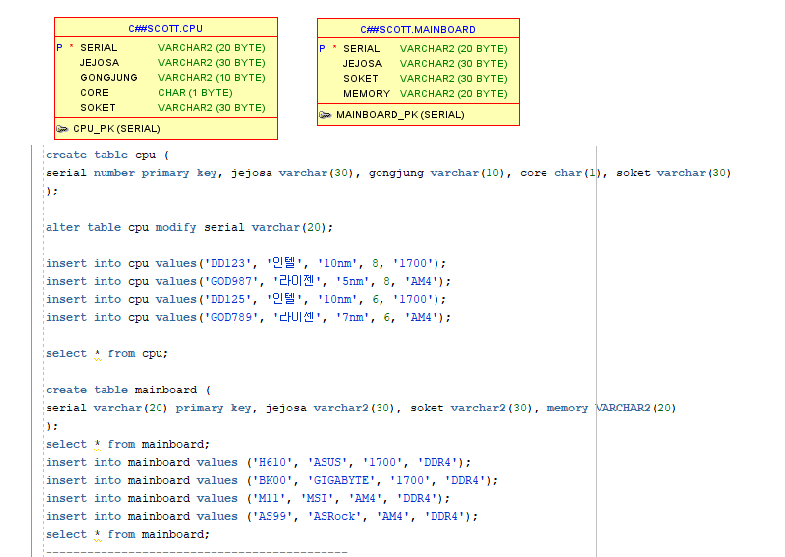 C##SCOTT.CPU
P * SERIAL VARCHAR2 (20 BYTE)
JEJOSA VARCHAR2 (30 BYTE)
GONGJUNG VARCHAR2 (10 BYTE)
CORE CHAR (1 BYTE)
SOKET VARCHAR2 (30 BYTE)
CPU_PK (SERIAL)
C##SCOTT.MAINBOARD
P * SERIAL VARCHAR2 (20 BYTE)
JEJOSA VARCHAR2 (30 BYTE)
SOKET VARCHAR2 (30 BYTE)
MEMORY VARCHAR2 (20 BYTE)
MAINBOARD_PK (SERIAL)
create table cpu (
serial number primary key, jejosa varchar(30), gongjung varchar(10), core char(1), soket varchar(30)
);
alter table cpu modify serial varchar(20);
insert into cpu values('DD123', '인텔', '10nm', 8, '1700');
insert into cpu values('GOD987', '라이젠', '5nm', 8, 'AM4');
insert into cpu values('DD125', '인텔', '10nm', 6, '1700');
insert into cpu values('GOD789', '라이젠', '7nm', 6, 'AM4');
select * from cpu;
create table mainboard (
serial varchar(20) primary key, jejosa varchar2(30), soket varchar2(30), memory VARCHAR2(20)
);
select * from mainboard;
insert into mainboard values ('H610', 'ASUS', '1700', 'DDR4');
insert into mainboard values ('BK00', 'GIGABYTE', '1700', 'DDR4');
insert into mainboard values ('M11', 'MSI', 'AM4', 'DDR4');
insert into mainboard values ('AS99', 'ASRock', 'AM4', 'DDR4');
select * from mainboard;
--------------------------------------------